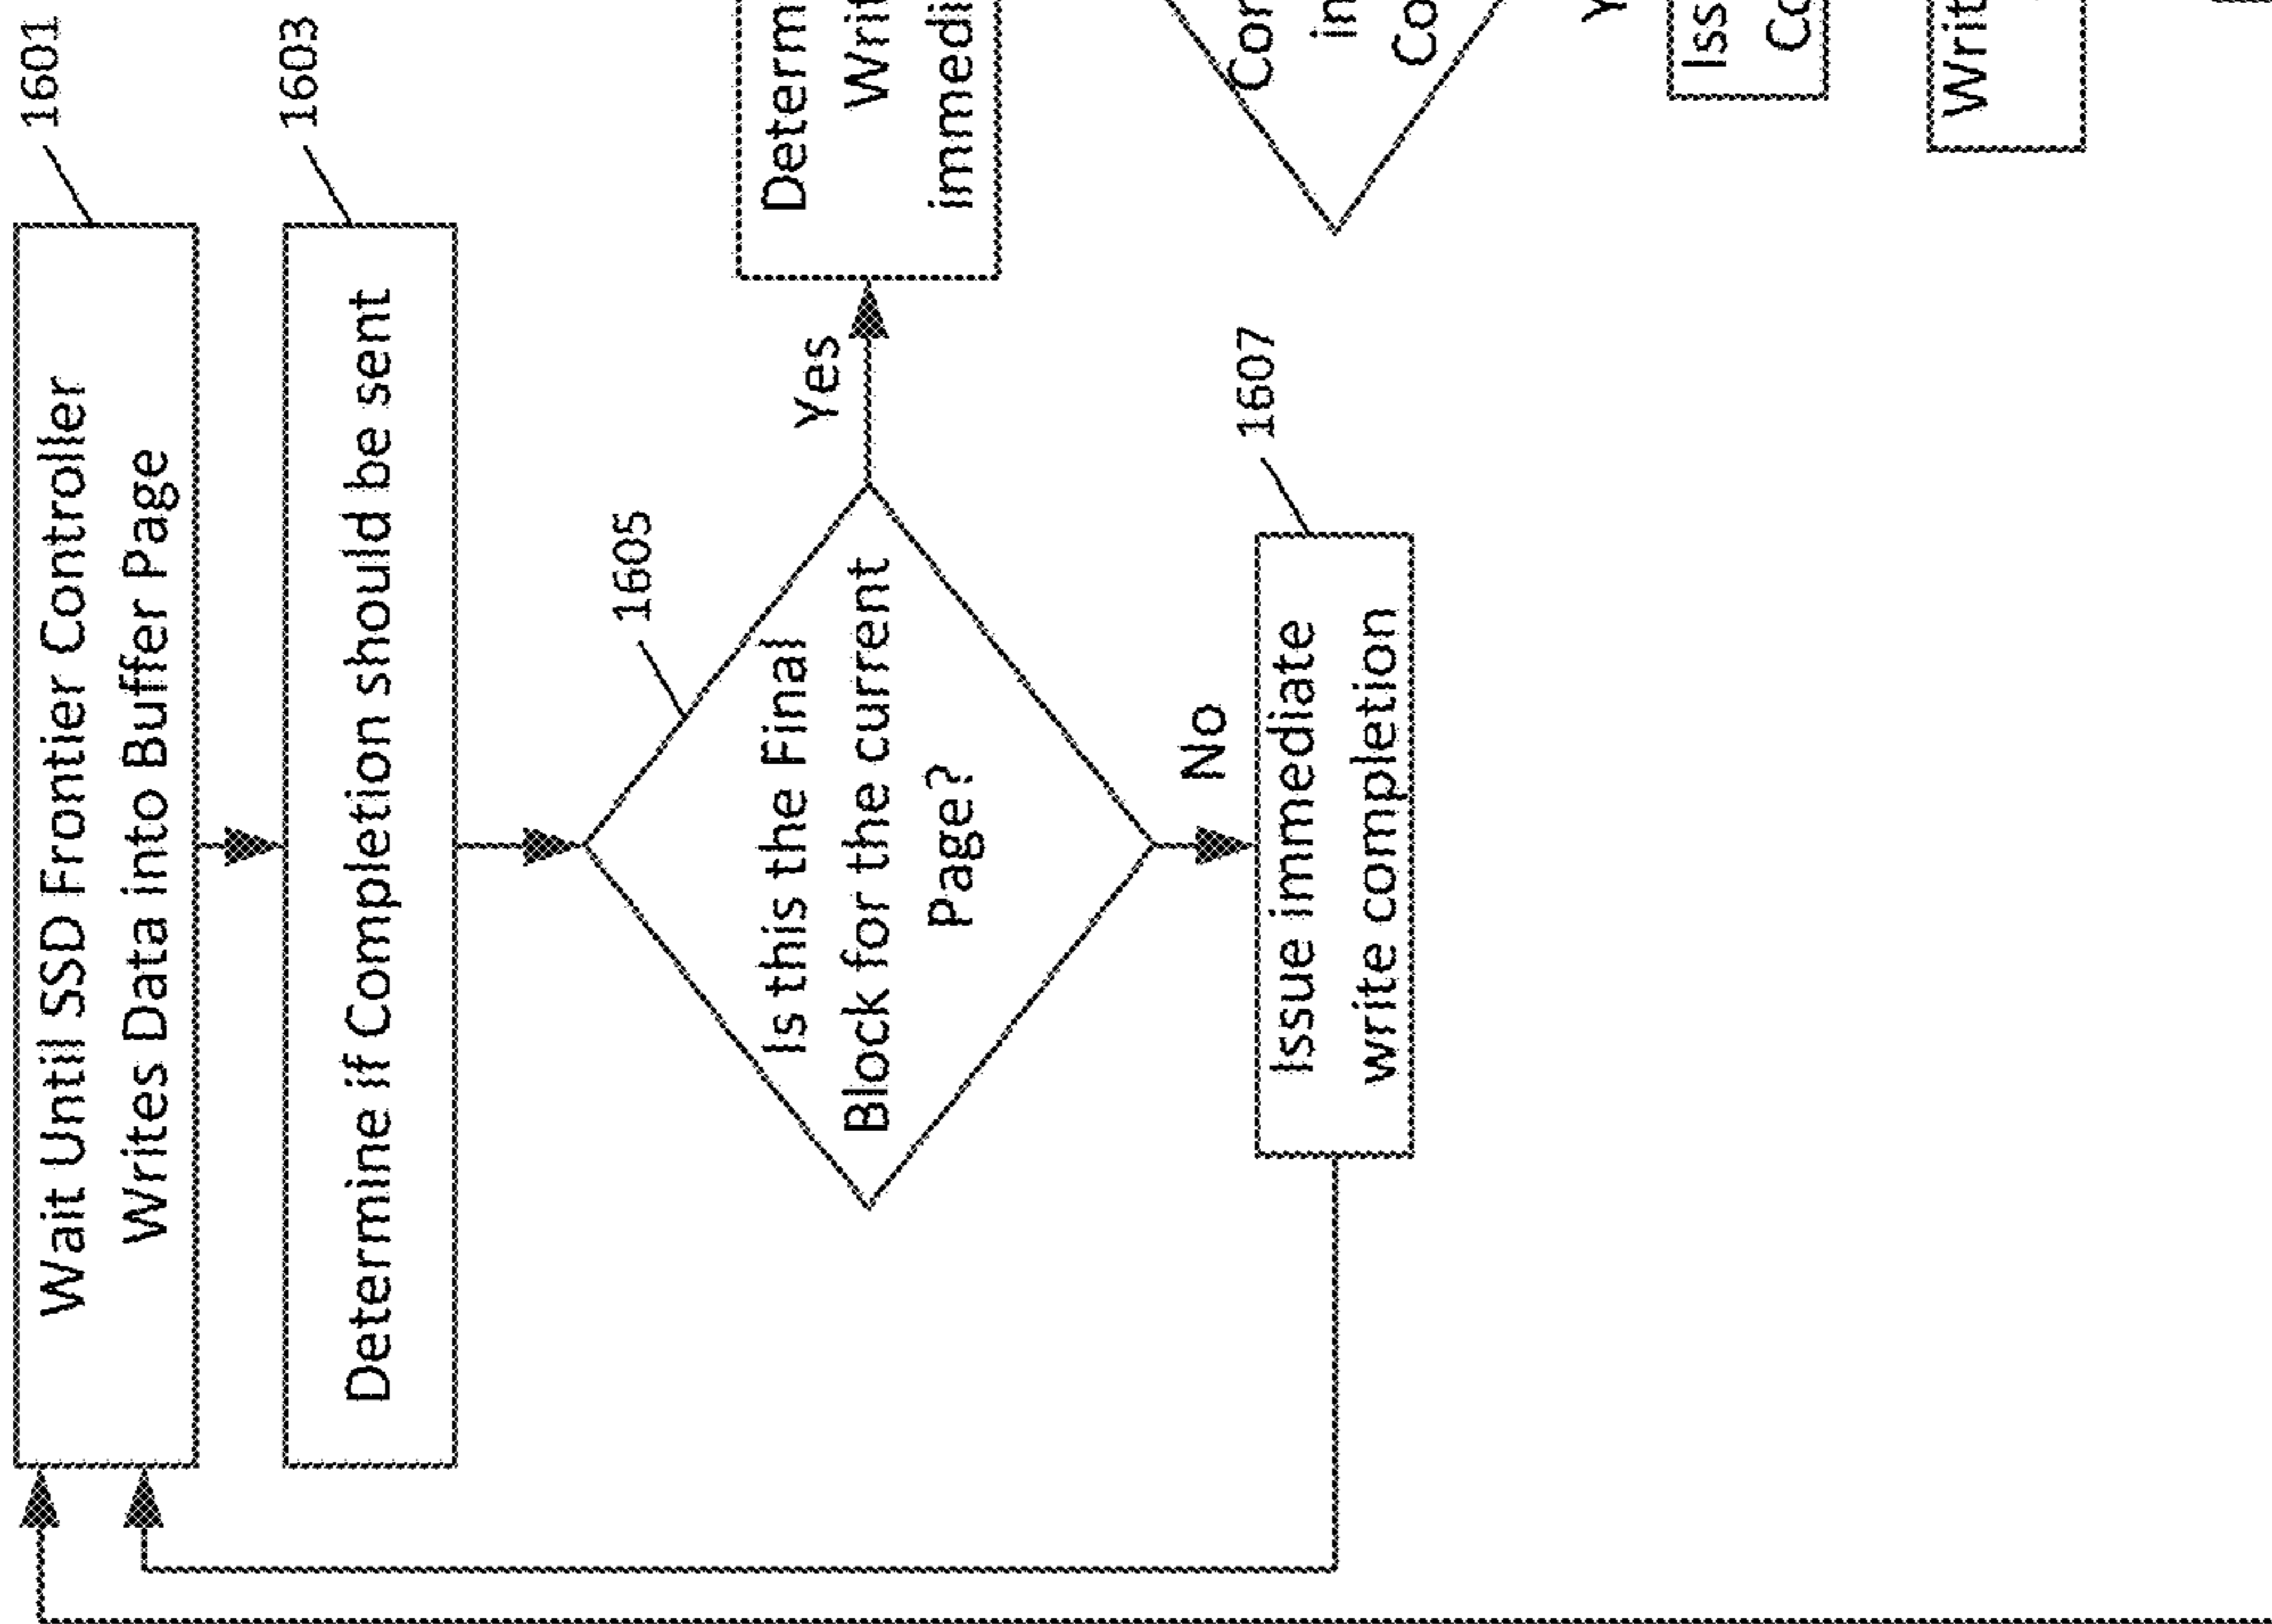 1601
Wait Until SSD Frontier Controller
Writes Data into Buffer Page
1603
Determine if Completion should be sent
1605
Is this the Final
Block for the current
Page?
Yes
No
1607
Issue immediate
write completion